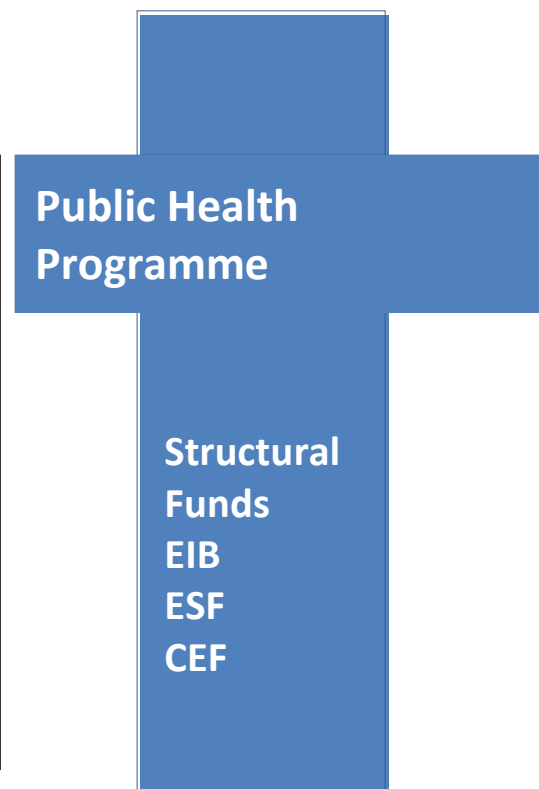 Public Health
Programme
Structural
Funds
EIB
ESF
CEF